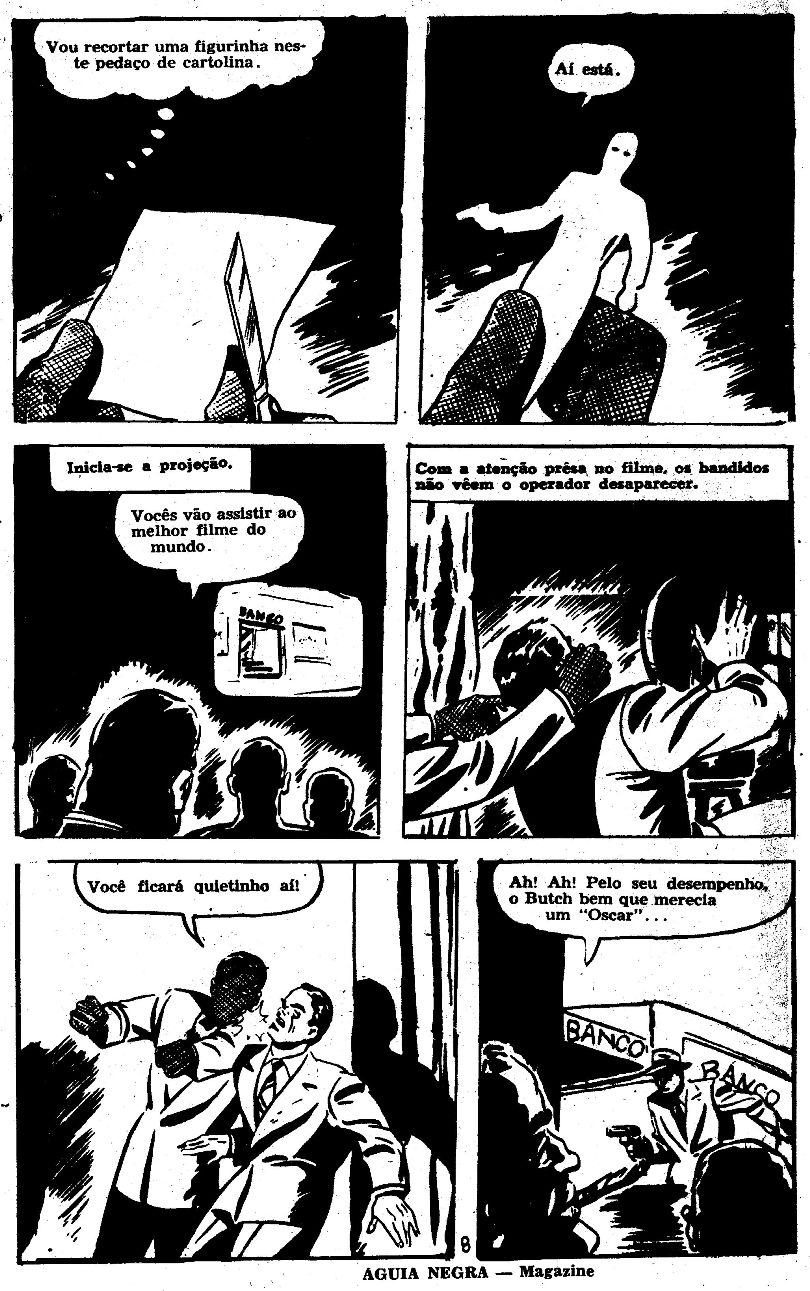 Vou recortar uma figurinha nes-
te pedaço de cartolina.
Aí está.
Inicia-se a projeção.
Vocês vão assistir ao
melhor filme do
mundo.
BANCO
Com a atenção prêsa no filme, os bandidos
não vêem o operador desaparecer.
Você ficará quietinho aí!
Ah! Ah! Pelo seu desempenho,
o Butch bem que merecia
um “Oscar”...
BANCO
BANCO
8
AGUIA NEGRA — Magazine